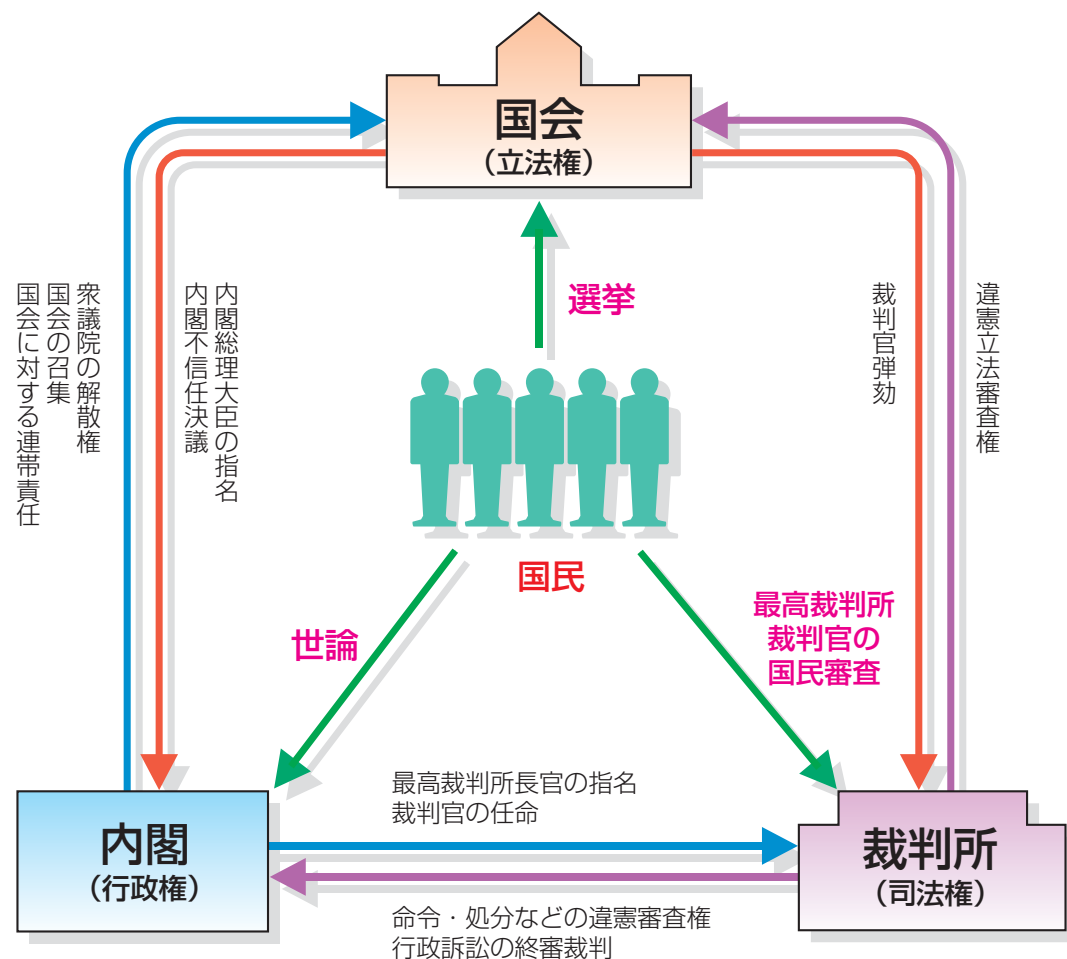 国会
（立法権）
選挙
衆議院の解散権
国会の召集
国会に対する連帯責任
内閣総理大臣の指名
内閣不信任決議
違憲立法審査権
裁判官弾劾
国民
世論
最高裁判所
裁判官の
国民審査
最高裁判所長官の指名
裁判官の任命
内閣
（行政権）
裁判所
（司法権）
命令・処分などの違憲審査権
行政訴訟の終審裁判